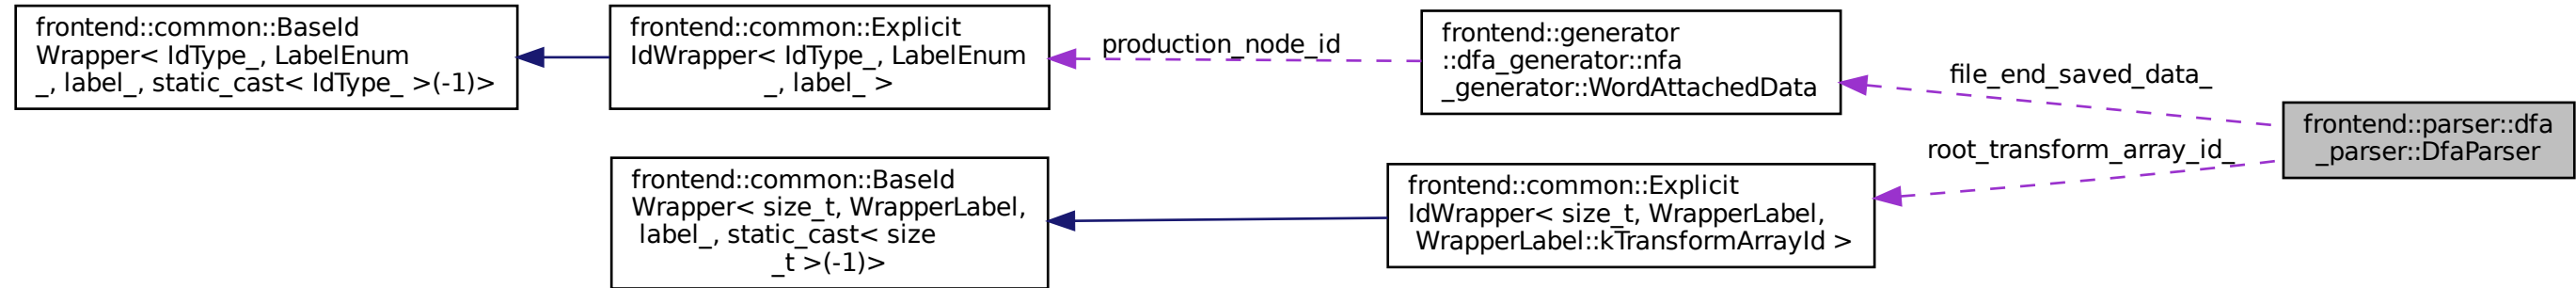 frontend::common::BaseId
Wrapper< IdType_, LabelEnum
_, label_, static_cast< IdType_ >(-1)>
frontend::common::Explicit
IdWrapper< IdType_, LabelEnum
_, label_ >
production_node_id
frontend::generator
::dfa_generator::nfa
_generator::WordAttachedData
file_end_saved_data_
frontend::parser::dfa
_parser::DfaParser
root_transform_array_id_
frontend::common::BaseId
Wrapper< size_t, WrapperLabel,
label_, static_cast< size
_t >(-1)>
frontend::common::Explicit
IdWrapper< size_t, WrapperLabel,
WrapperLabel::kTransformArrayId >